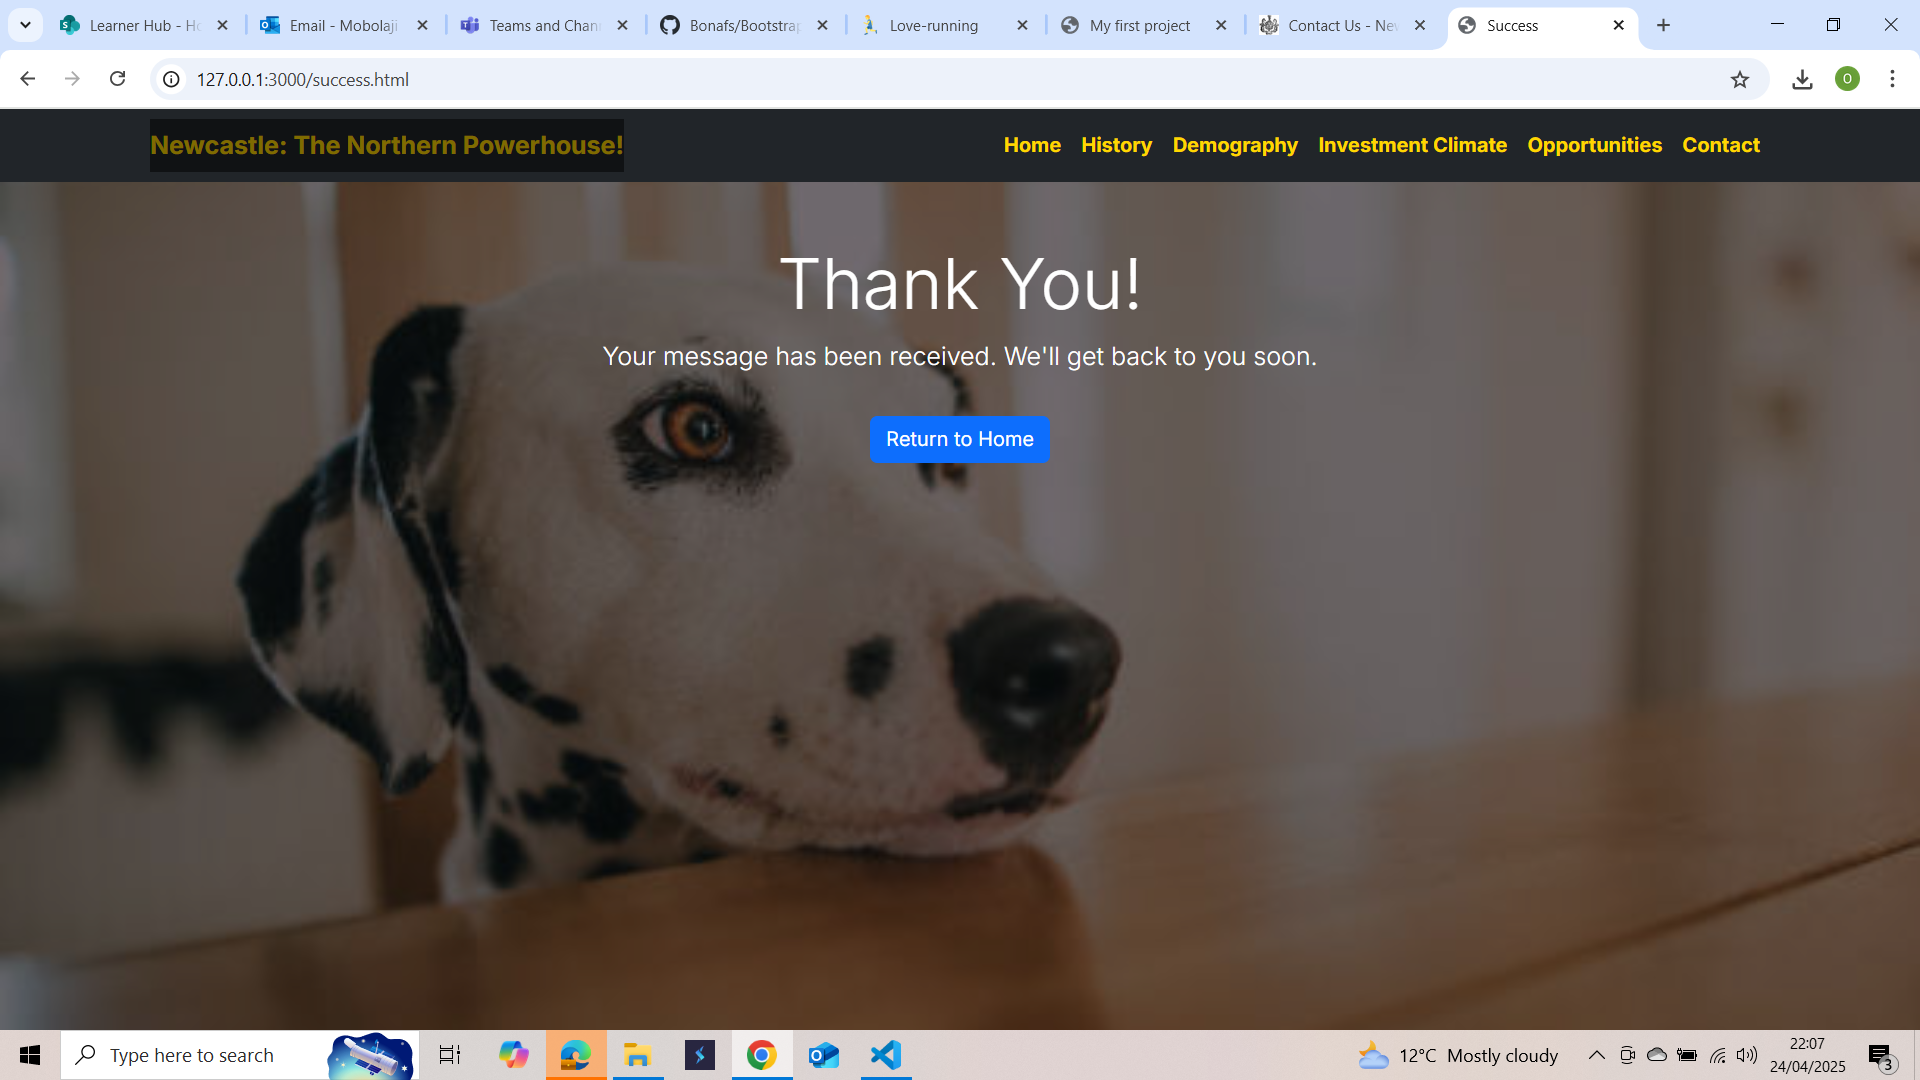 Learner Hub - Ho
Email - Mobolaji
Teams and Chan
Bonafs/Bootstrap
Love-running
My first project
Contact Us - New
Success
127.0.0.1:3000/success.html
O
Newcastle: The Northern Powerhouse!
Home History Demography Investment Climate Opportunities Contact
Thank You!
Your message has been received. We'll get back to you soon.
Return to Home
Type here to search
12°C Mostly cloudy
22:07
24/04/2025
3